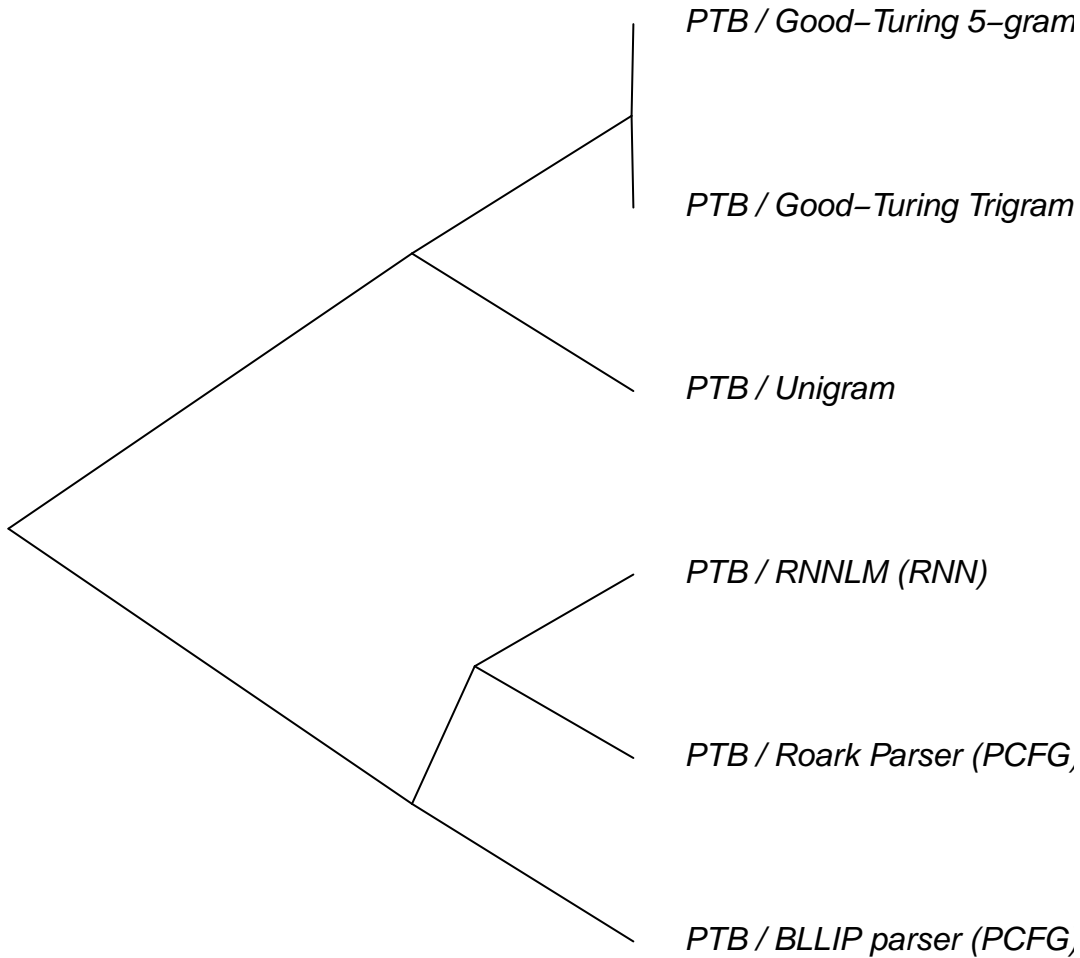 PTB / Good−Turing 5−gram
PTB / Good−Turing Trigram
PTB / Unigram
PTB / RNNLM (RNN)
PTB / Roark Parser (PCFG)
PTB / BLLIP parser (PCFG)